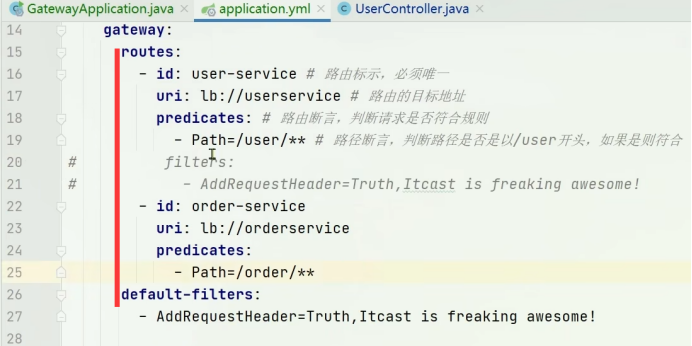 GatewayApplication.java × application.yml × UserController.java ×
14 gateway:
15 routes:
16 - id: user-service # 路由标示，必须唯一
17 uri: lb://userservice # 路由的目标地址
18 predicates: # 路由断言，判断请求是否符合规则
19 - Path=/user/** # 路径断言，判断路径是否是以/user开头，如果是则符合
20 # filters:
21 # - AddRequestHeader=Truth,Itcast is freaking awesome!
22 - id: order-service
23 uri: lb://orderservice
24 predicates:
25 - Path=/order/**
26 default-filters:
27 - AddRequestHeader=Truth,Itcast is freaking awesome!
28